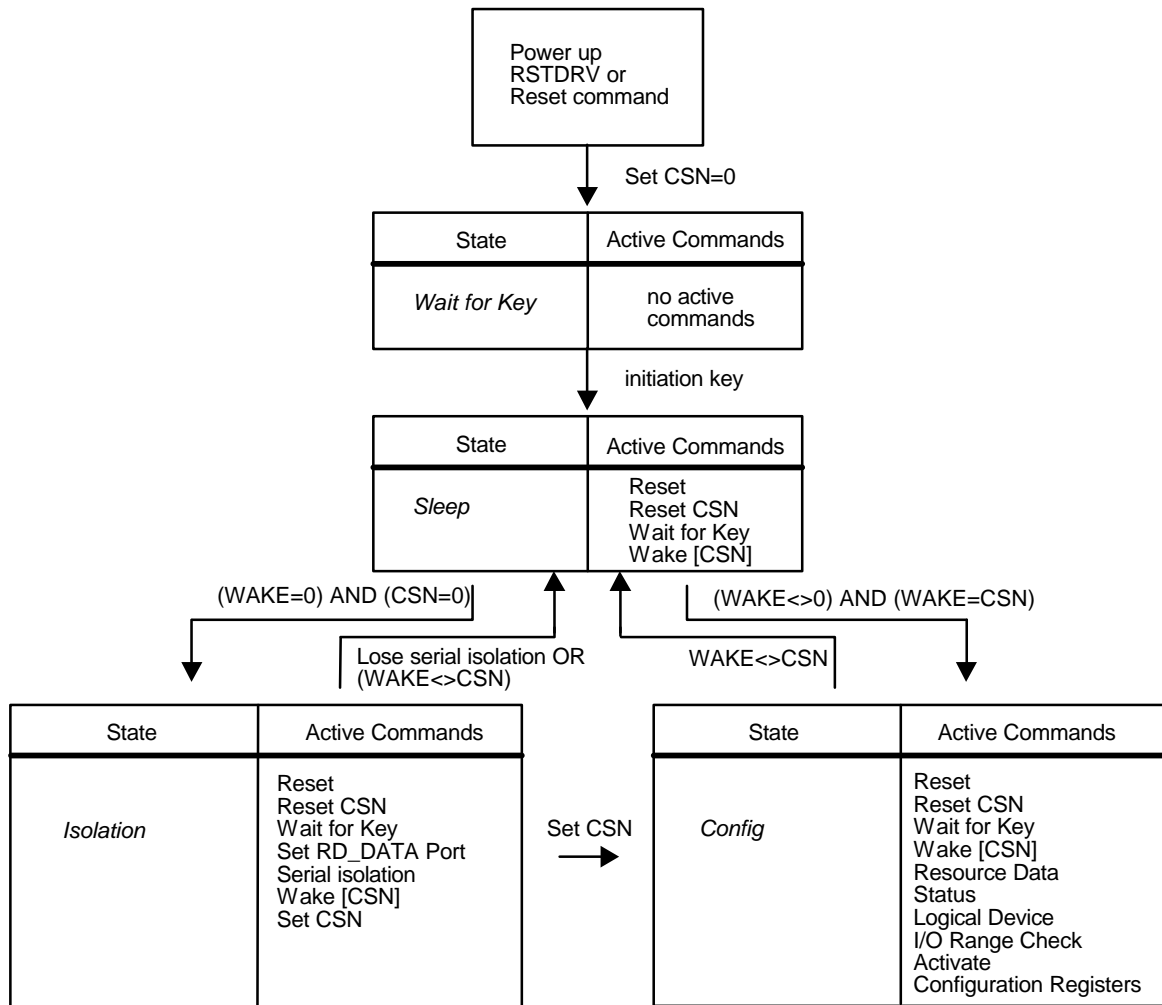 Power up
RSTDRV or
Reset command
Set CSN=0
State Active Commands
Wait for Key
no active
commands
initiation key
State Active Commands
Sleep
Reset
Reset CSN
Wait for Key
Wake [CSN]
(WAKE=0) AND (CSN=0)
(WAKE<>0) AND (WAKE=CSN)
Lose serial isolation OR
(WAKE<>CSN)
WAKE<>CSN
State Active Commands
Isolation
Reset
Reset CSN
Wait for Key
Set RD_DATA Port
Serial isolation
Wake [CSN]
Set CSN
Set CSN
State Active Commands
Config
Reset
Reset CSN
Wait for Key
Wake [CSN]
Resource Data
Status
Logical Device
I/O Range Check
Activate
Configuration Registers